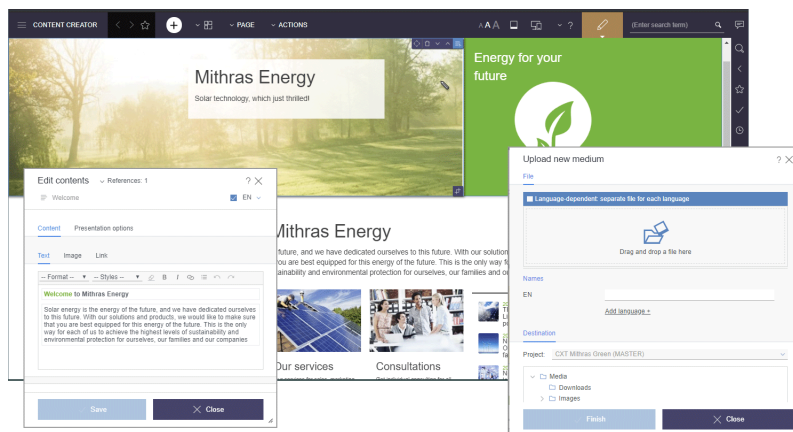 CONTENT CREATOR
PAGE
ACTIONS
A A A
?
(Enter search term)
Mithras Energy
Solar technology, which just thrilled!
Energy for your
future
Edit contents
References: 1
?
Welcome
EN
Content
Presentation options
Text
Image
Link
-- Format --
-- Styles --
B
I
Welcome to Mithras Energy
Solar energy is the energy of the future, and we have dedicated ourselves
to this future. With our solutions and products, we would like to make sure
that you are best equipped for this energy of the future. This is the only
way for each of us to achieve the highest levels of sustainability and
environmental protection for ourselves, our families and our companies
Save
Close
Mithras Energy
future, and we have dedicated ourselves to this future. With our solution
you are best equipped for this energy of the future. This is the only way f
ainability and environmental protection for ourselves, our families and o
Our services
Consultations
Upload new medium
?
File
Language-dependent: separate file for each language
Drag and drop a file here
Names
EN
Add language +
Destination
Project:
CXT Mithras Green (MASTER)
Media
Downloads
Images
Finish
Close